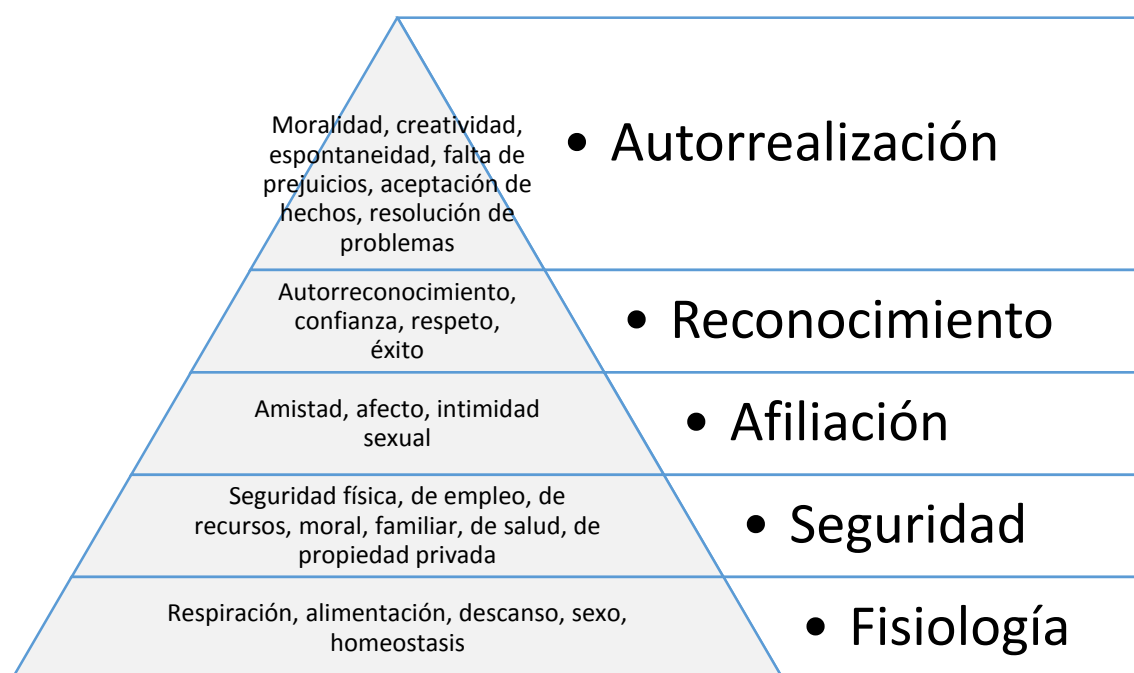 Moralidad, creatividad,
espontaneidad, falta de
prejuicios, aceptación de
hechos, resolución de
problemas
• Autorrealización
Autorreconocimiento,
confianza, respeto,
éxito
• Reconocimiento
Amistad, afecto, intimidad
sexual
• Afiliación
Seguridad física, de empleo, de
recursos, moral, familiar, de salud, de
propiedad privada
• Seguridad
Respiración, alimentación, descanso, sexo,
homeostasis
• Fisiología